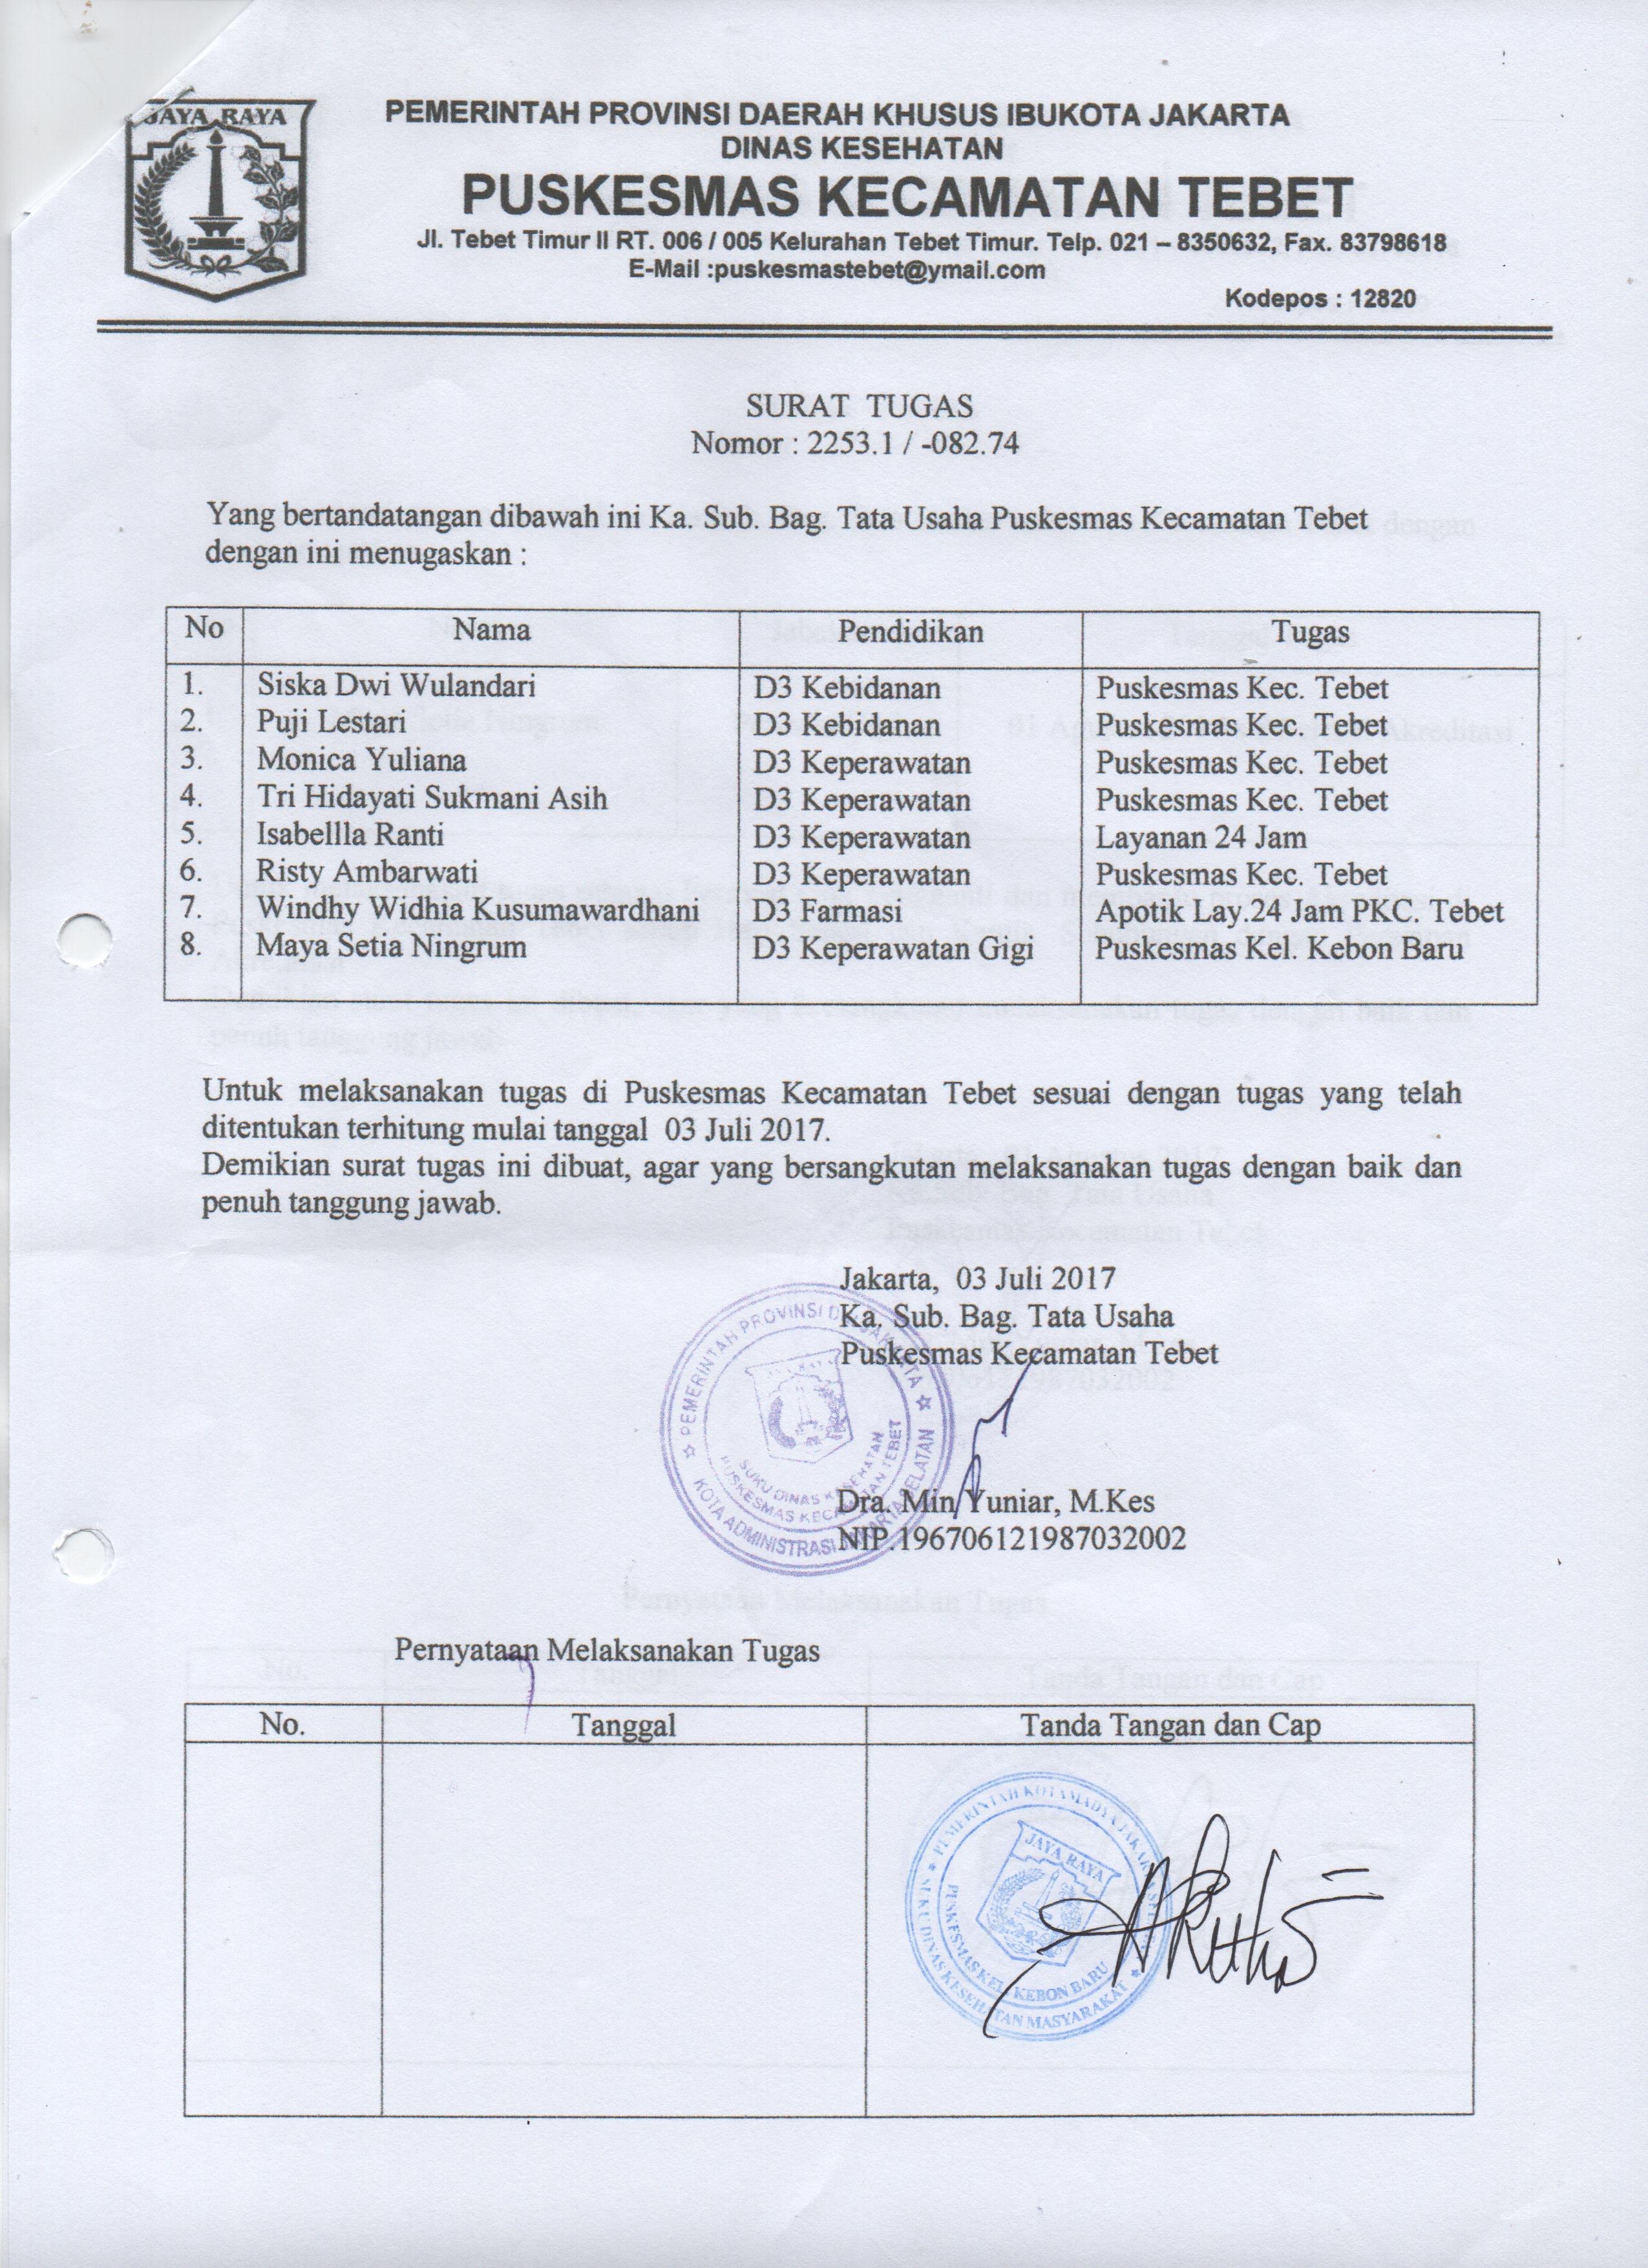 JAYA RAYA
PEMERINTAH PROVINSI DAERAH KHUSUS IBUKOTA JAKARTA
DINAS KESEHATAN
PUSKESMAS KECAMATAN TEBET
Jl. Tebet Timur II RT. 006 / 005 Kelurahan Tebet Timur. Telp. 021 – 8350632, Fax. 83798618
E-Mail :puskesmastebet@ymail.com
Kodepos : 12820
SURAT TUGAS
Nomor : 2253.1 / -082.74
Yang bertandatangan dibawah ini Ka. Sub. Bag. Tata Usaha Puskesmas Kecamatan Tebet
dengan ini menugaskan :
No Nama Pendidikan Tugas
1. Siska Dwi Wulandari D3 Kebidanan Puskesmas Kec. Tebet
2. Puji Lestari D3 Kebidanan Puskesmas Kec. Tebet
3. Monica Yuliana D3 Keperawatan Puskesmas Kec. Tebet
4. Tri Hidayati Sukmani Asih D3 Keperawatan Puskesmas Kec. Tebet
5. Isabellla Ranti D3 Keperawatan Layanan 24 Jam
6. Risty Ambarwati D3 Keperawatan Puskesmas Kec. Tebet
7. Windhy Widhia Kusumawardhani D3 Farmasi Apotik Lay.24 Jam PKC. Tebet
8. Maya Setia Ningrum D3 Keperawatan Gigi Puskesmas Kel. Kebon Baru
Untuk melaksanakan tugas di Puskesmas Kecamatan Tebet sesuai dengan tugas yang telah
ditentukan terhitung mulai tanggal 03 Juli 2017.
Demikian surat tugas ini dibuat, agar yang bersangkutan melaksanakan tugas dengan baik dan
penuh tanggung jawab.
Jakarta, 03 Juli 2017
Ka. Sub. Bag. Tata Usaha
Puskesmas Kecamatan Tebet
PEMERINTAH PROVINSI DKI JAKARTA
SUKU DINAS KESEHATAN
PUSKESMAS KECAMATAN TEBET
KOTA ADMINISTRASI JAKARTA SELATAN
Dra. Min Yuniar, M.Kes
NIP.196706121987032002
Pernyataan Melaksanakan Tugas
No. Tanggal Tanda Tangan dan Cap
PEMERINTAH KOTAMADYA JAKARTA
JAYA RAYA
PUSKESMAS KEL. KEBON BARU
SUKU DINAS KESEHATAN MASYARAKAT